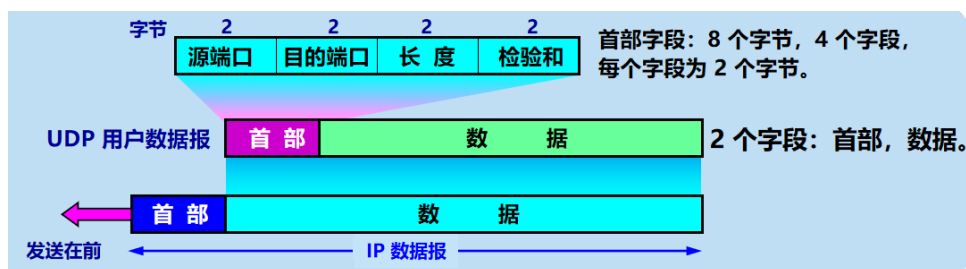 字节 2 2 2 2
源端口 目的端口 长 度 检验和
首部字段：8 个字节，4 个字段，
每个字段为 2 个字节。
UDP 用户数据报 首 部 数 据 2 个字段：首部，数据。
首 部 数 据
发送在前 IP 数据报